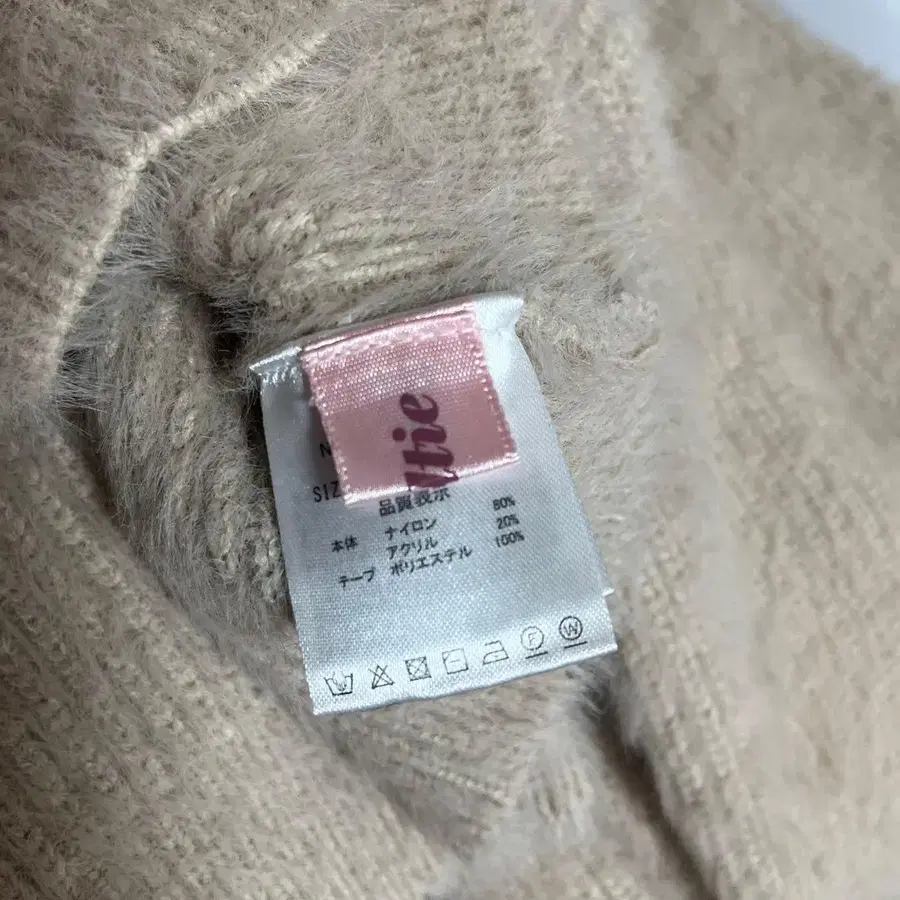 ltie
SIZ
品質表示
本体 ナイロン 80%
アクリル 20%
テープ ポリエステル 100%
F W